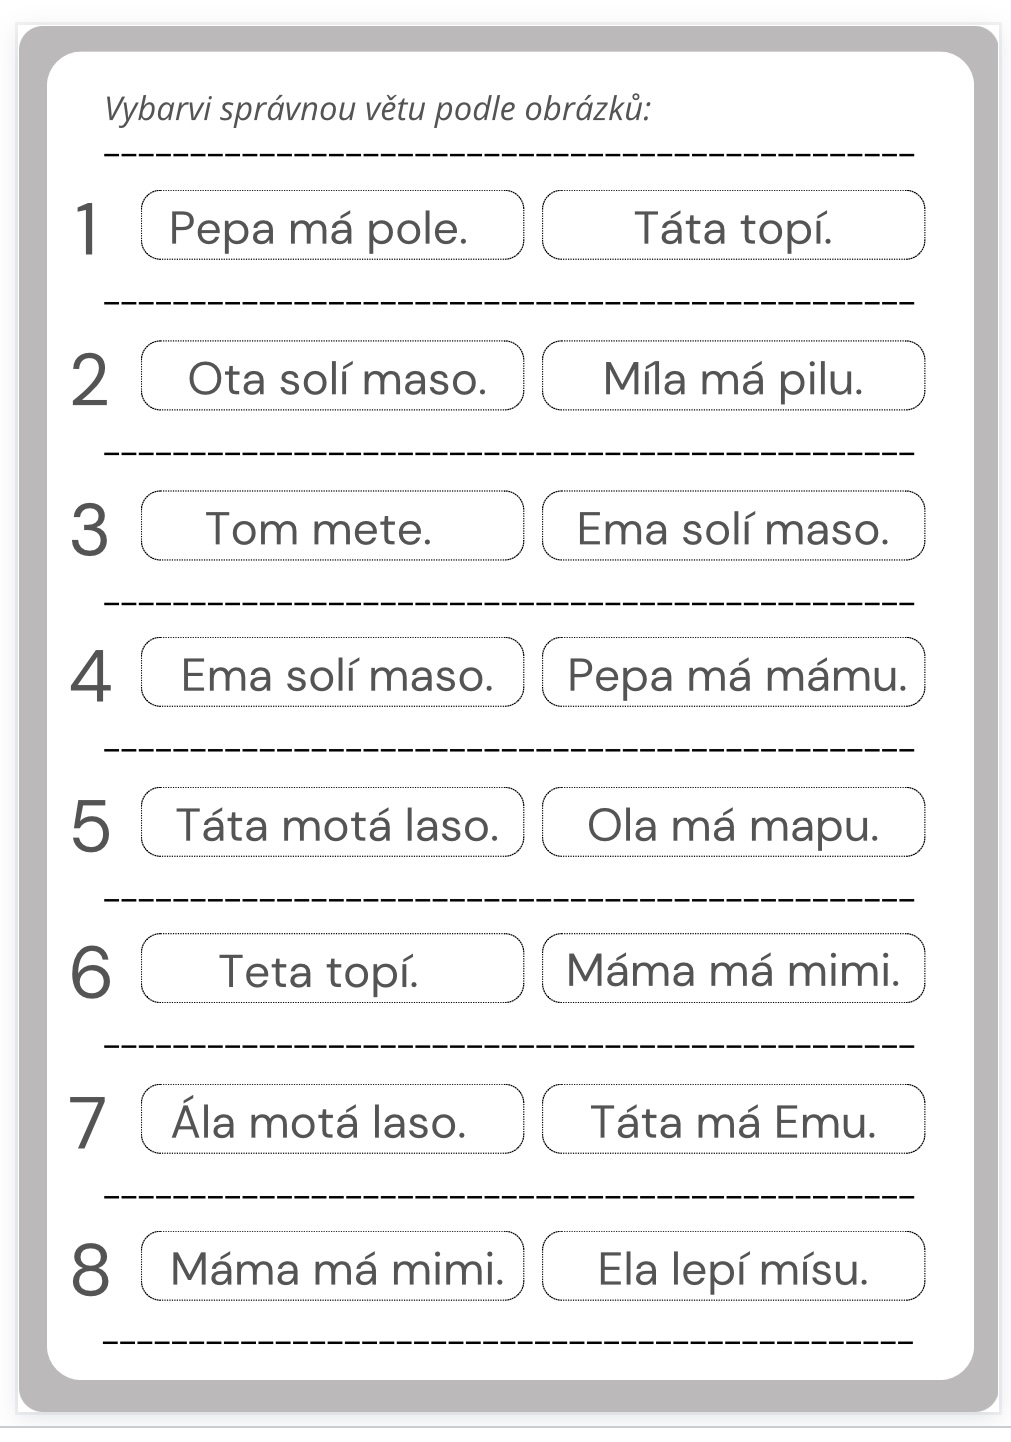 Vybarvi správnou větu podle obrázků:
1 Pepa má pole. Táta topí.
2 Ota solí maso. Míla má pilu.
3 Tom mete. Ema solí maso.
4 Ema solí maso. Pepa má mámu.
5 Táta motá laso. Ola má mapu.
6 Teta topí. Máma má mimi.
7 Ála motá laso. Táta má Emu.
8 Máma má mimi. Ela lepí mísu.